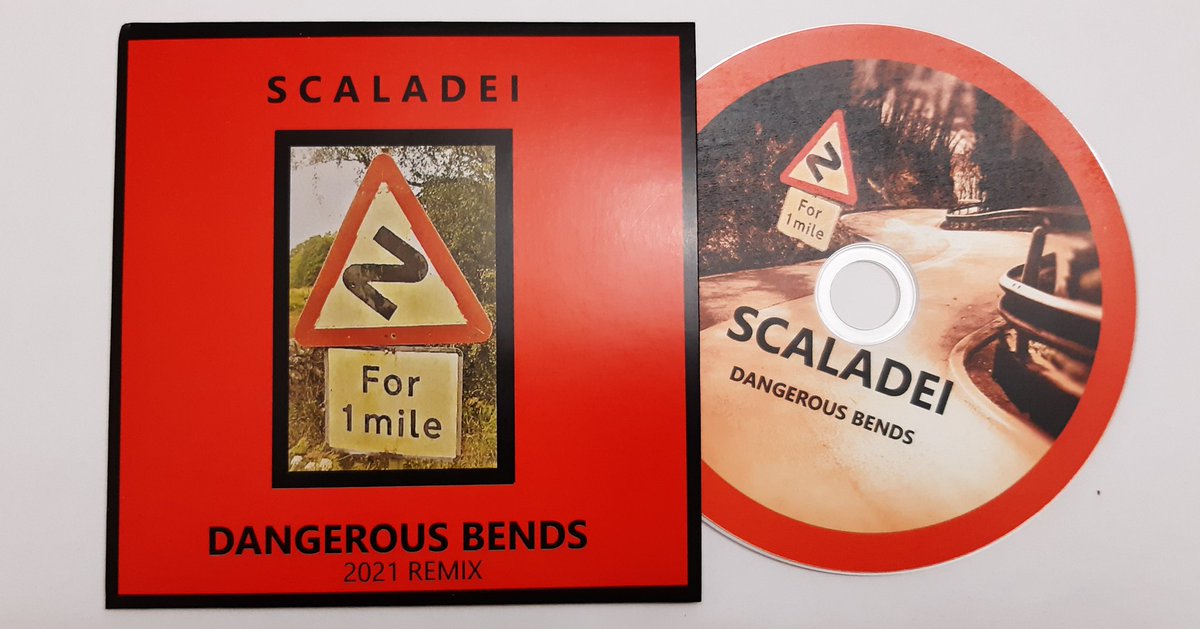 SCALADEI
For
1 mile
DANGEROUS BENDS
2021 REMIX
For
1 mile
SCALADEI
DANGEROUS BENDS